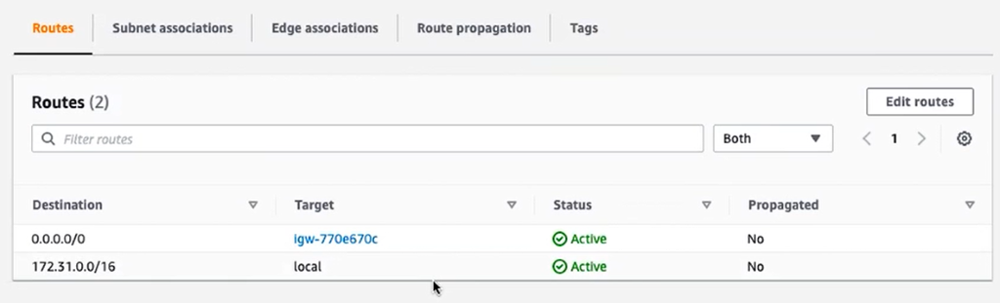 Routes Subnet associations Edge associations Route propagation Tags
Routes (2) Edit routes
Filter routes Both 1
Destination Target Status Propagated
0.0.0.0/0 igw-770e670c Active No
172.31.0.0/16 local Active No